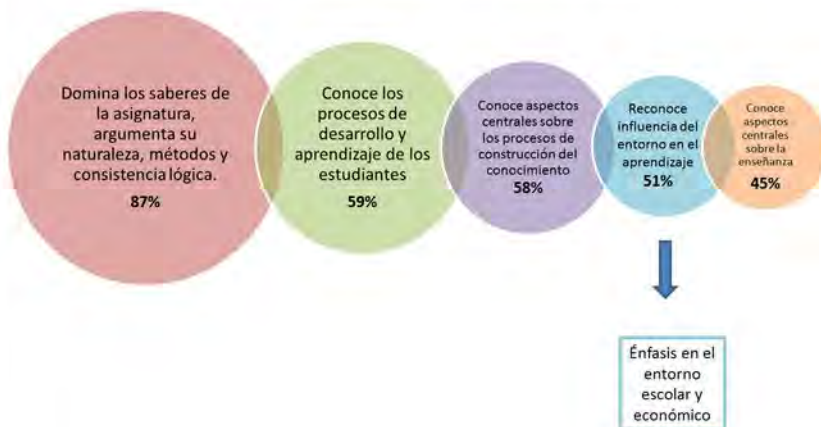 Domina los saberes de
la asignatura,
argumenta su
naturaleza, métodos y
consistencia lógica.
87%
Conoce los
procesos de
desarrollo y
aprendizaje de los
estudiantes
59%
Conoce aspectos
centrales sobre
los procesos de
construcción del
conocimiento
58%
Reconoce
influencia del
entorno en el
aprendizaje
51%
Conoce
aspectos
centrales
sobre la
enseñanza
45%
Énfasis en el
entorno
escolar y
económico